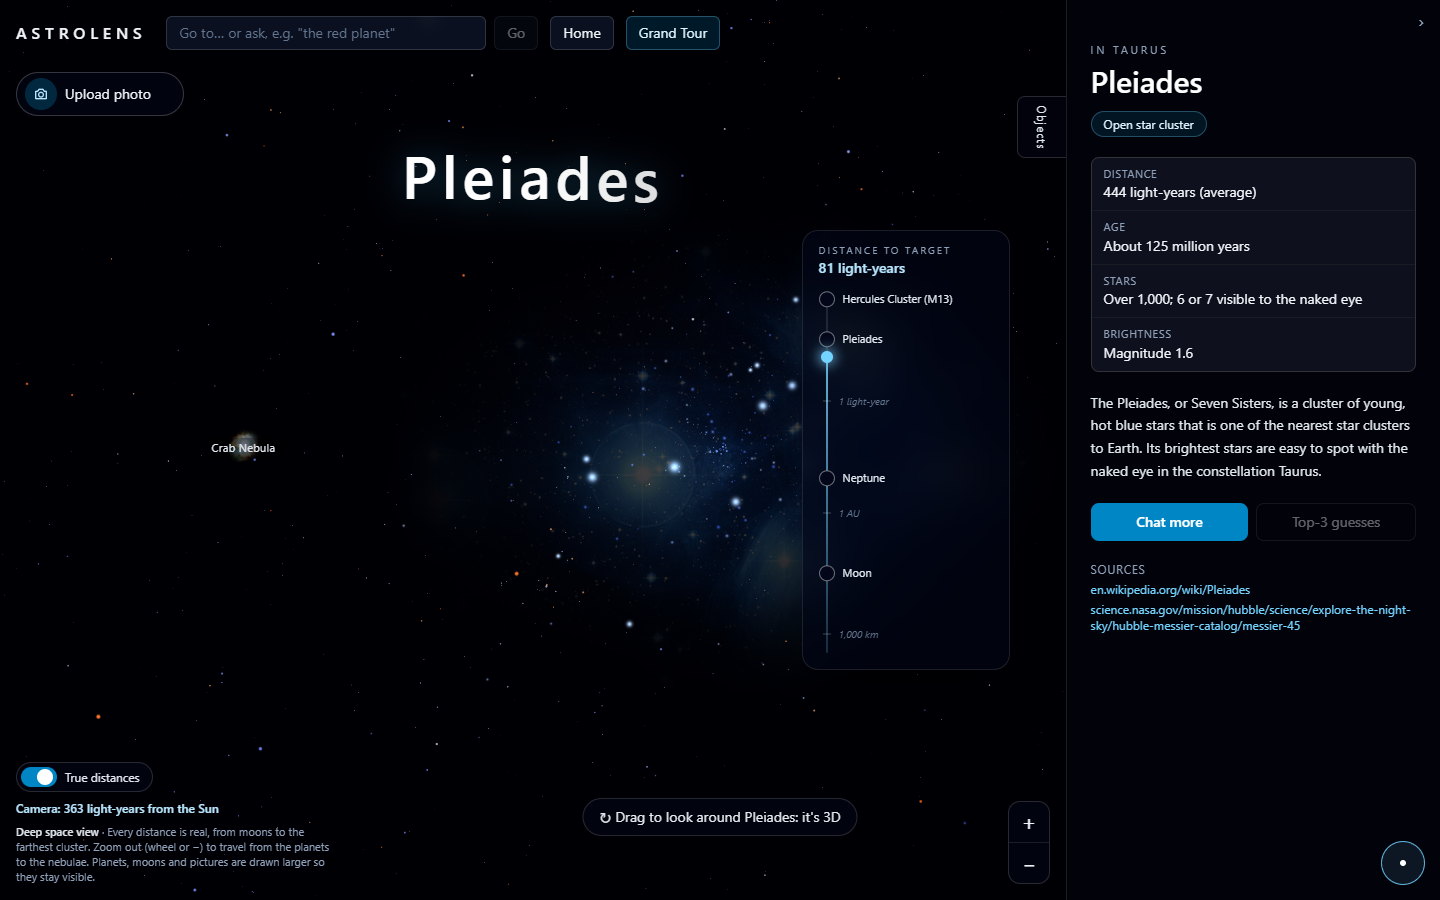 ASTROLENS
Go to... or ask, e.g. "the red planet"
Go
Home
Grand Tour
Upload photo
Objects
Pleiades
DISTANCE TO TARGET
81 light-years
Hercules Cluster (M13)
Pleiades
1 light-year
Neptune
1 AU
Moon
1,000 km
Crab Nebula
True distances
Camera: 363 light-years from the Sun
Deep space view · Every distance is real, from moons to the
farthest cluster. Zoom out (wheel or −) to travel from the planets
to the nebulae. Planets, moons and pictures are drawn larger so
they stay visible.
↻ Drag to look around Pleiades: it's 3D
+
−
›
IN TAURUS
Pleiades
Open star cluster
DISTANCE
444 light-years (average)
AGE
About 125 million years
STARS
Over 1,000; 6 or 7 visible to the naked eye
BRIGHTNESS
Magnitude 1.6
The Pleiades, or Seven Sisters, is a cluster of young,
hot blue stars that is one of the nearest star clusters
to Earth. Its brightest stars are easy to spot with the
naked eye in the constellation Taurus.
Chat more
Top-3 guesses
SOURCES
en.wikipedia.org/wiki/Pleiades
science.nasa.gov/mission/hubble/science/explore-the-night-
sky/hubble-messier-catalog/messier-45